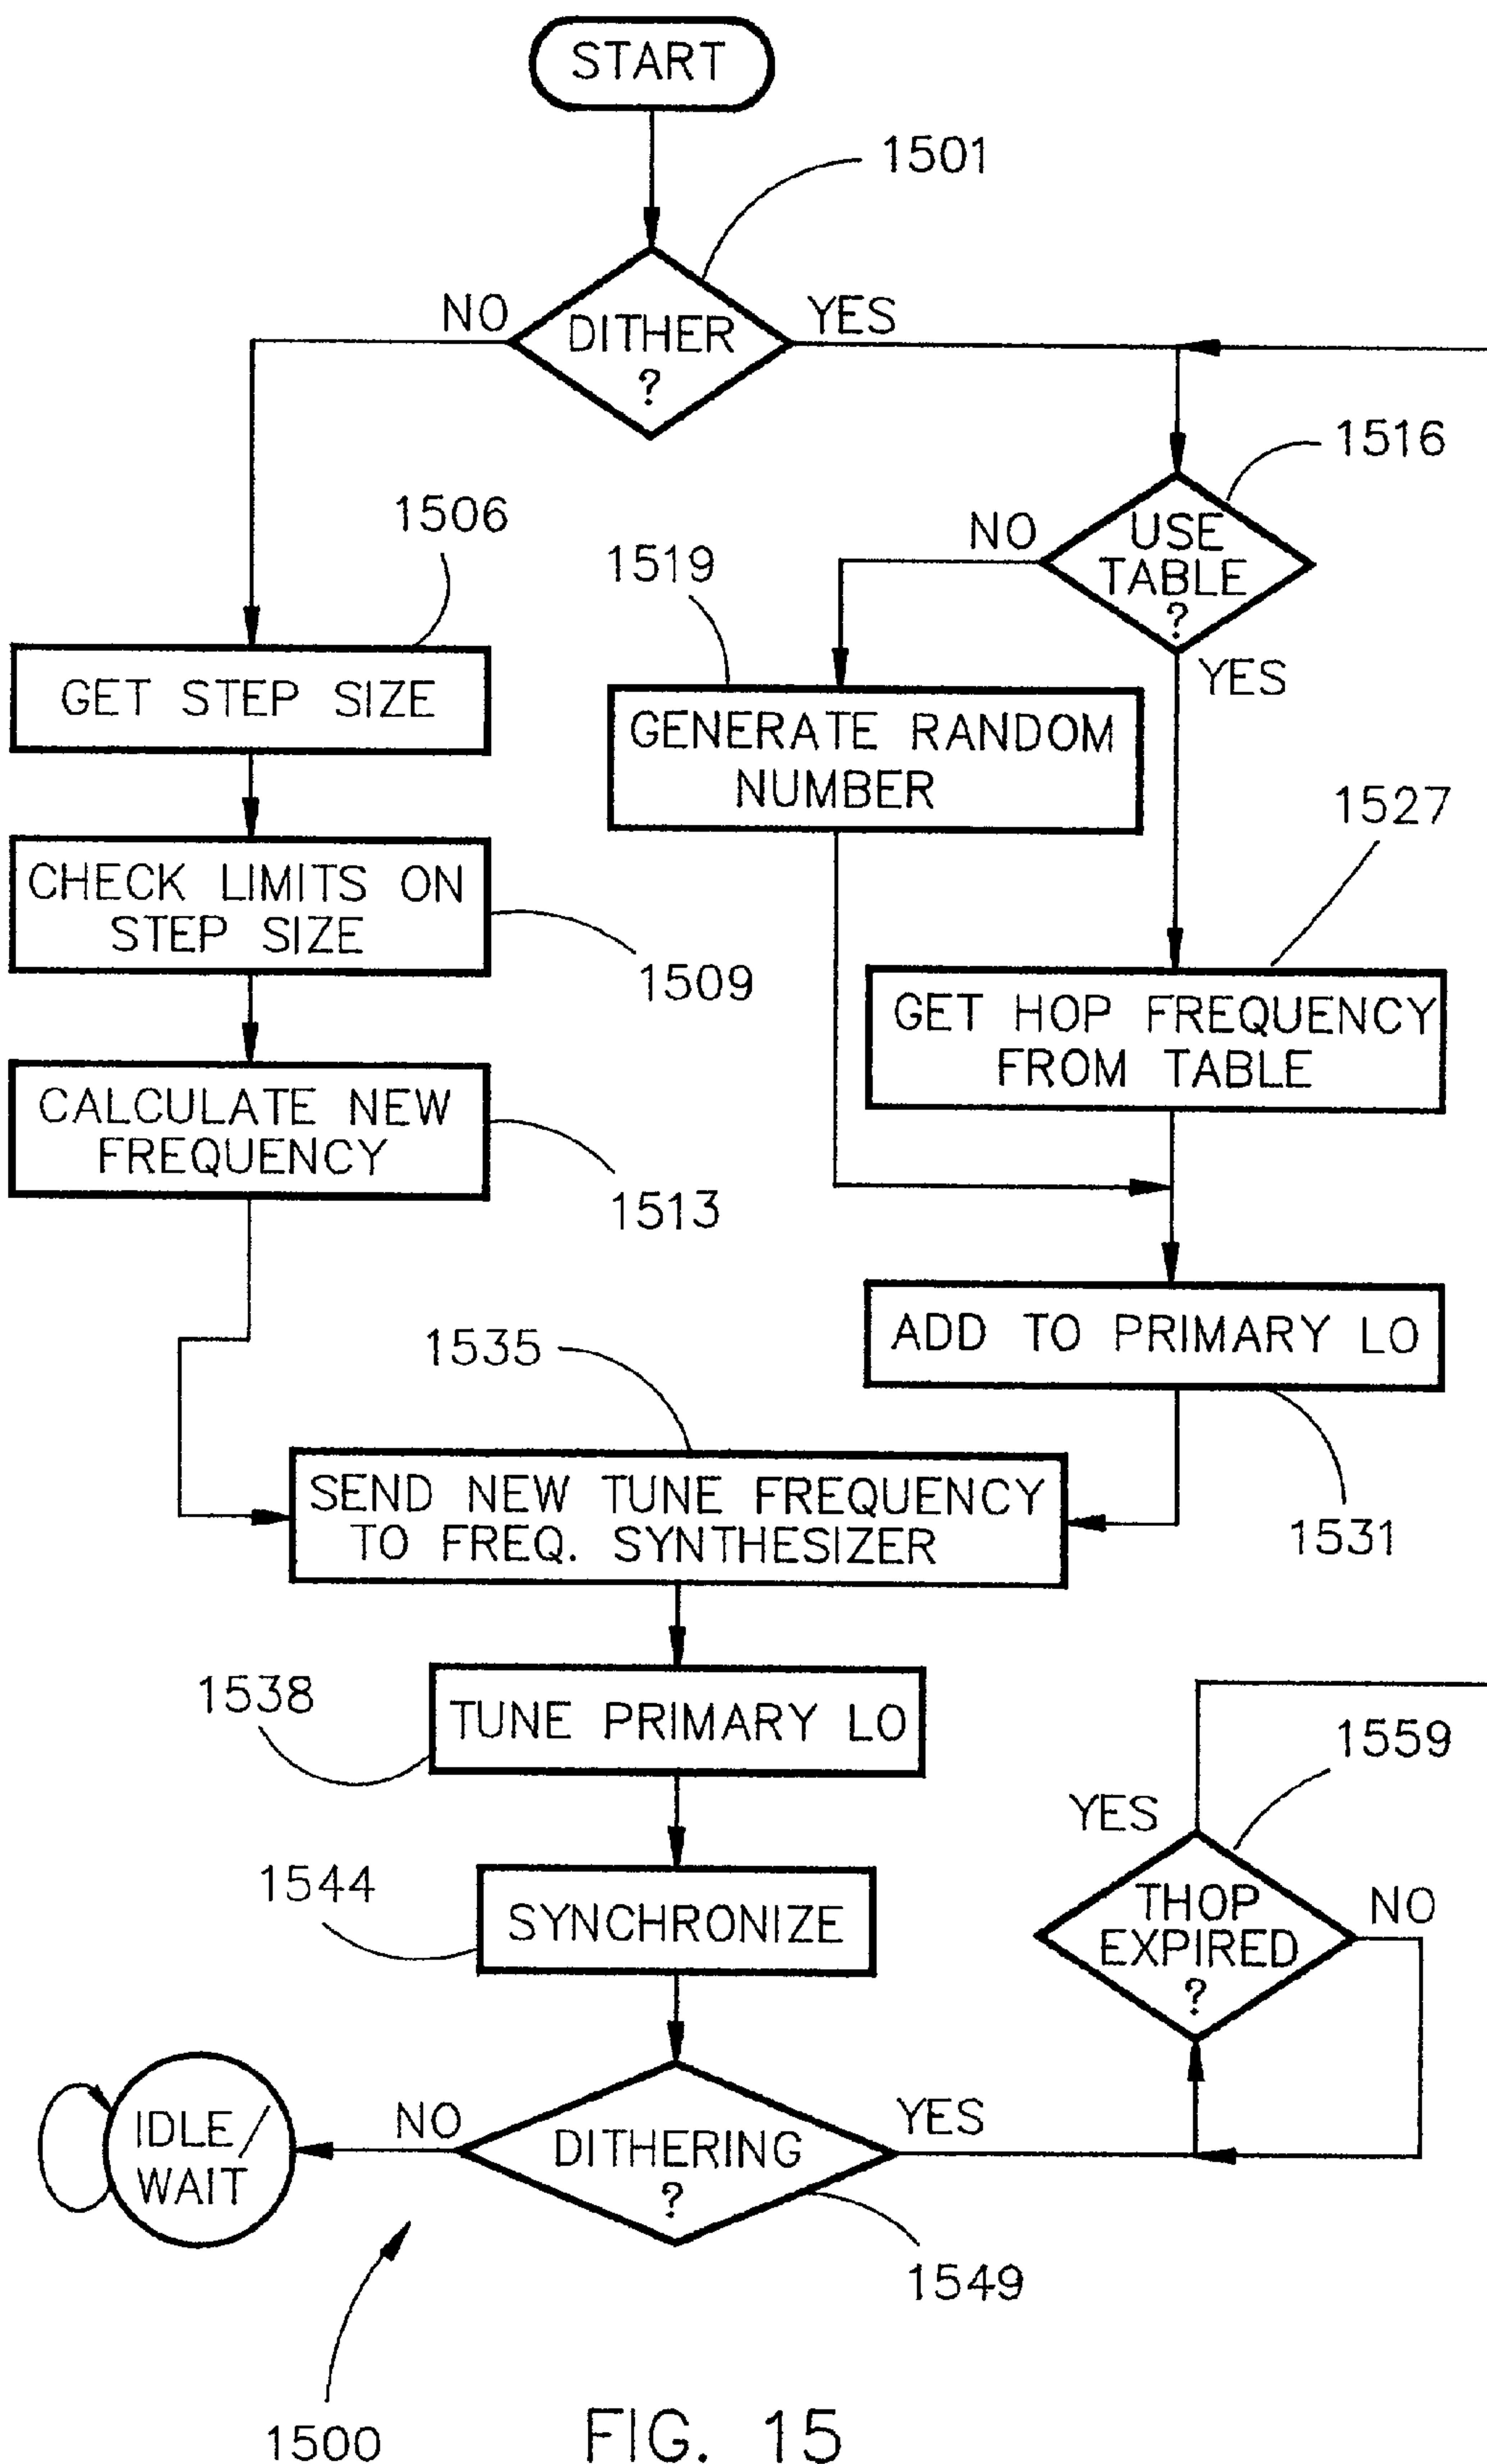 START
1501
NO
DITHER
?
YES
1516
1506
NO
USE
TABLE
?
1519
YES
GET STEP SIZE
GENERATE RANDOM
NUMBER
1527
CHECK LIMITS ON
STEP SIZE
1509
GET HOP FREQUENCY
FROM TABLE
CALCULATE NEW
FREQUENCY
1513
ADD TO PRIMARY LO
1535
SEND NEW TUNE FREQUENCY
TO FREQ. SYNTHESIZER
1531
1538
TUNE PRIMARY LO
1559
YES
1544
SYNCHRONIZE
THOP
EXPIRED
?
NO
IDLE/
WAIT
NO
DITHERING
?
YES
1549
1500
FIG. 15